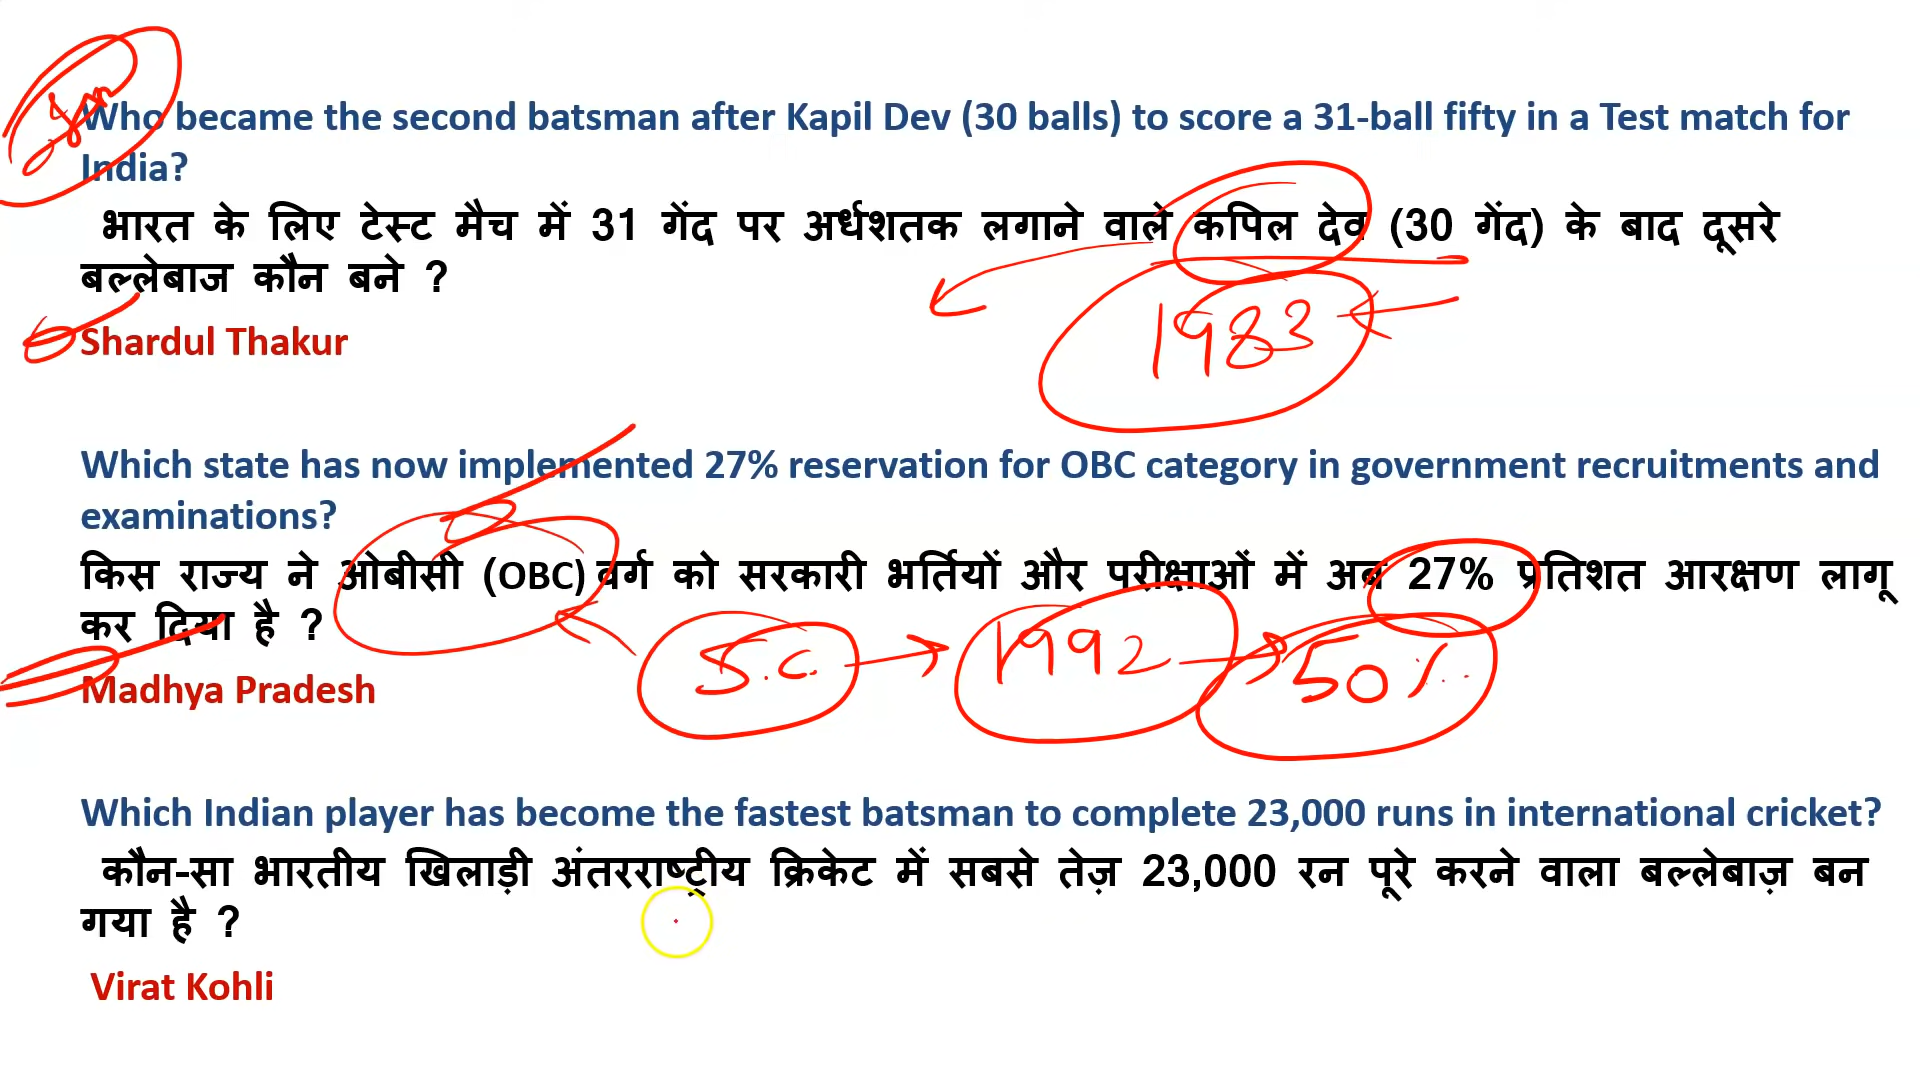 Who became the second batsman after Kapil Dev (30 balls) to score a 31-ball fifty in a Test match for
India?
भारत के लिए टेस्ट मैच में 31 गेंद पर अर्धशतक लगाने वाले कपिल देव (30 गेंद) के बाद दूसरे
बल्लेबाज कौन बने ?
1983
Shardul Thakur
Which state has now implemented 27% reservation for OBC category in government recruitments and
examinations?
किस राज्य ने ओबीसी (OBC) वर्ग को सरकारी भर्तियों और परीक्षाओं में अब 27% प्रतिशत आरक्षण लागू
कर दिया है ?
S.C. 1992 50%
Madhya Pradesh
Which Indian player has become the fastest batsman to complete 23,000 runs in international cricket?
कौन-सा भारतीय खिलाड़ी अंतरराष्ट्रीय क्रिकेट में सबसे तेज़ 23,000 रन पूरे करने वाला बल्लेबाज़ बन
गया है ?
Virat Kohli